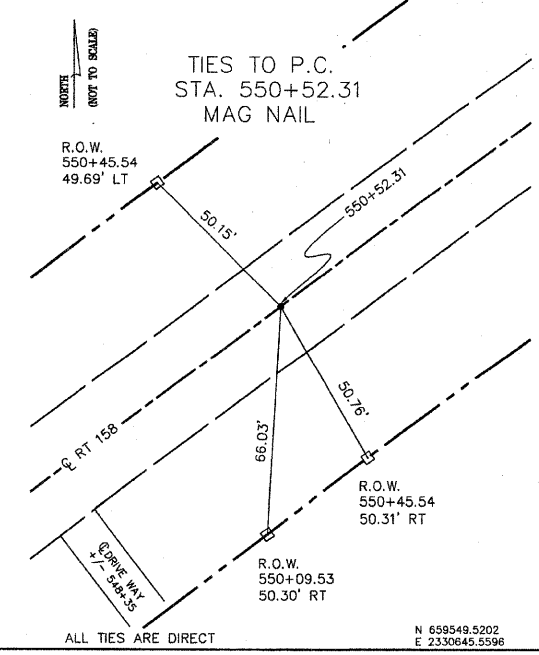 NORTH
(NOT TO SCALE)
TIES TO P.C.
STA. 550+52.31
MAG NAIL
R.O.W.
550+45.54
49.69' LT
550+52.31
50.15'
50.76'
66.03'
℄ RT 158
R.O.W.
550+45.54
50.31' RT
℄ DRIVE WAY
+/- 548+35
R.O.W.
550+09.53
50.30' RT
ALL TIES ARE DIRECT
N 659549.5202
E 2330645.5596